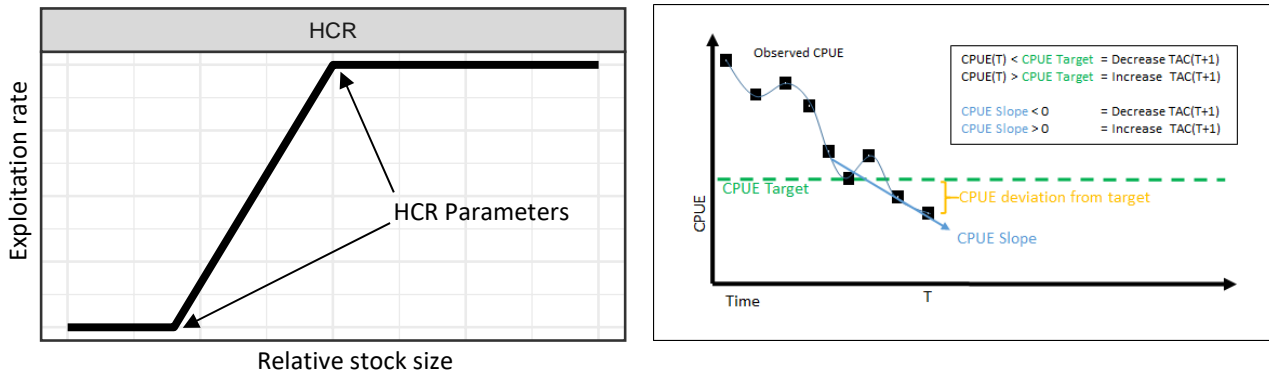 HCR
Exploitation rate
HCR Parameters
Relative stock size
Observed CPUE
CPUE(T) < CPUE Target = Decrease TAC(T+1)
CPUE(T) > CPUE Target = Increase TAC(T+1)
CPUE Slope < 0 = Decrease TAC(T+1)
CPUE Slope > 0 = Increase TAC(T+1)
CPUE Target
CPUE deviation from target
CPUE
CPUE Slope
Time
T